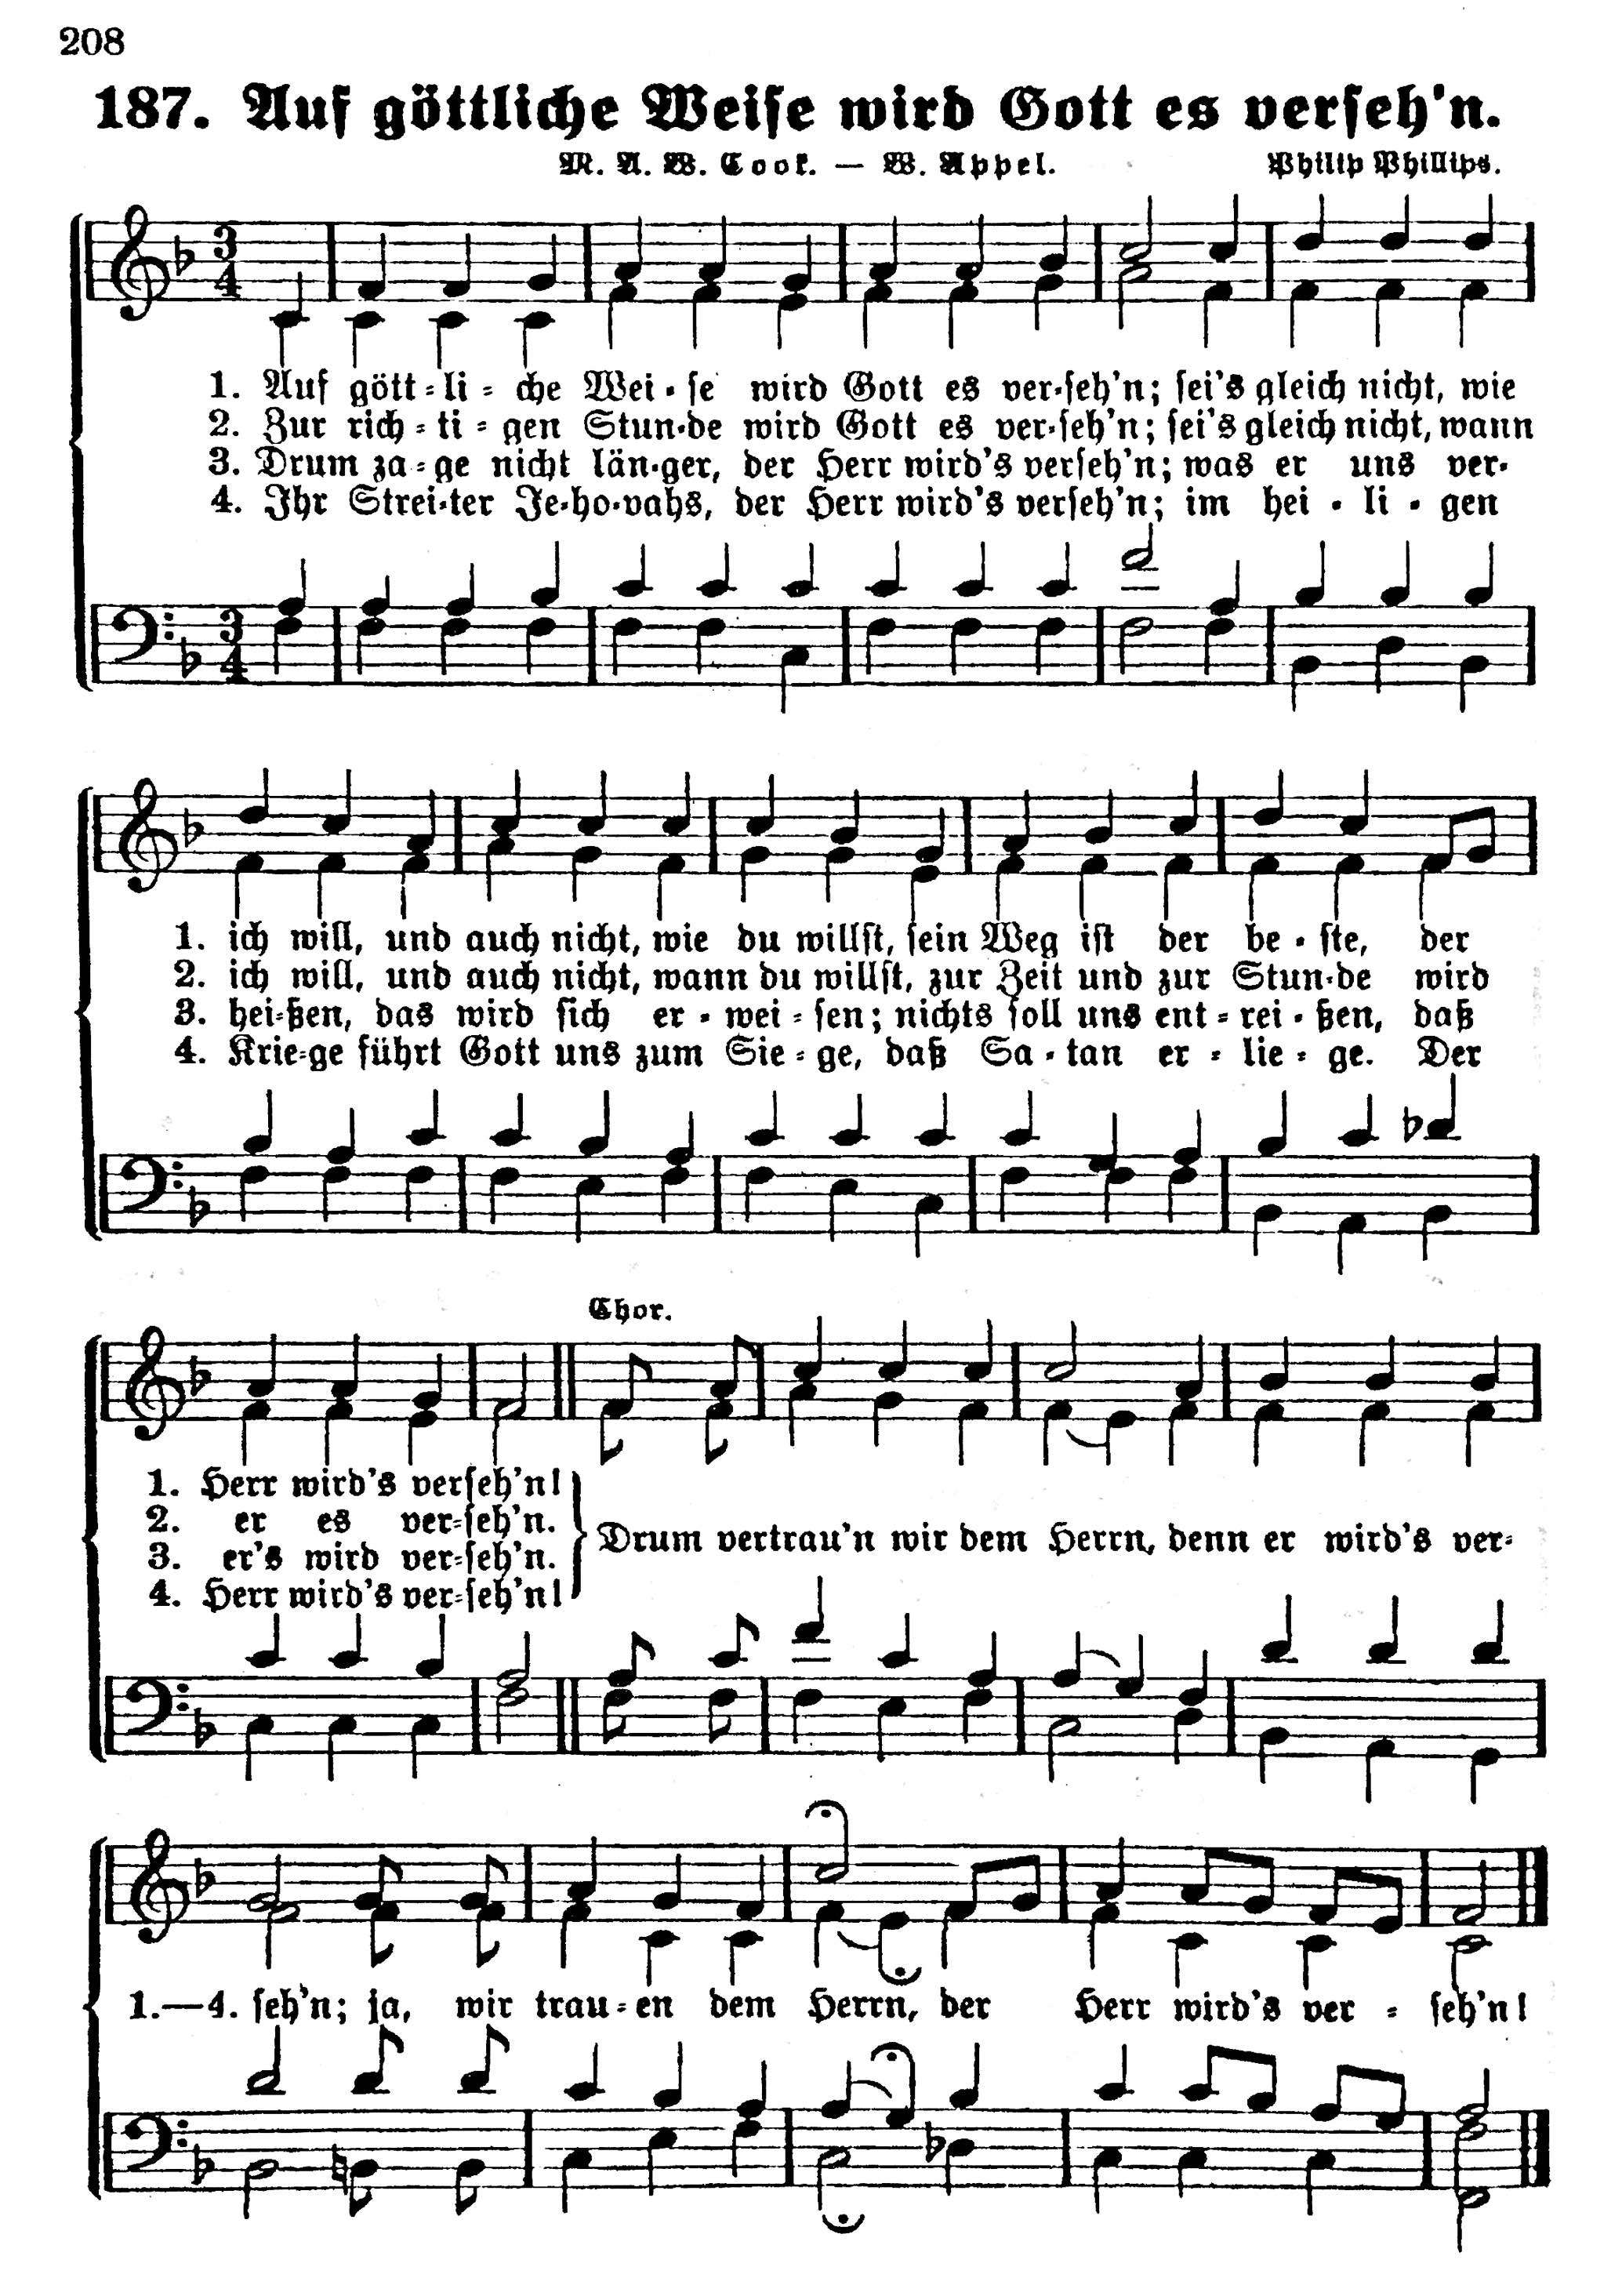 208
187. Auf göttliche Weise wird Gott es verseh'n.
M. A. W. Cook. — W. Appel. Philip Phillips.
3/4
1. Auf gött-li-che Wei-se wird Gott es ver-seh'n; sei's gleich nicht, wie
2. Zur rich-ti-gen Stun-de wird Gott es ver-seh'n; sei's gleich nicht, wann
3. Drum za-ge nicht län-ger, der Herr wird's verseh'n; was er uns ver-
4. Ihr Strei-ter Je-ho-vahs, der Herr wird's verseh'n; im hei-li-gen
3/4
1. ich will, und auch nicht, wie du willst, sein Weg ist der be-ste, der
2. ich will, und auch nicht, wann du willst, zur Zeit und zur Stun-de wird
3. hei-ßen, das wird sich er-wei-sen; nichts soll uns ent-rei-ßen, daß
4. Krie-ge führt Gott uns zum Sie-ge, daß Sa-tan er-lie-ge. Der
Chor.
1. Herr wird's verseh'n!
2. er es ver-seh'n.
3. er's wird ver-seh'n.
4. Herr wird's ver-seh'n!
Drum vertrau'n wir dem Herrn, denn er wird's ver-
1.—4. seh'n; ja, wir trau-en dem Herrn, der Herr wird's ver-seh'n!